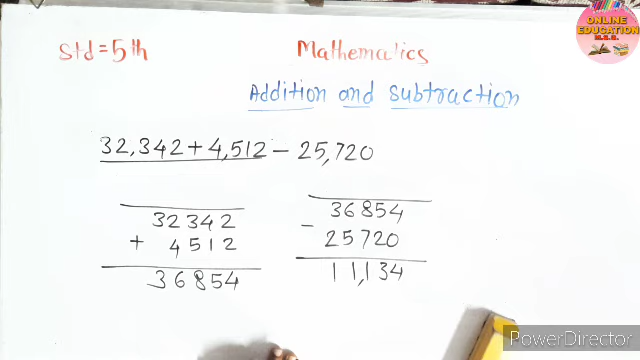 ONLINE
EDUCATION
Std = 5th
Mathematics
Addition and Subtraction
32,342 + 4,512 - 25,720
32342
+ 4512
36854
36854
- 25720
11,134
PowerDirector